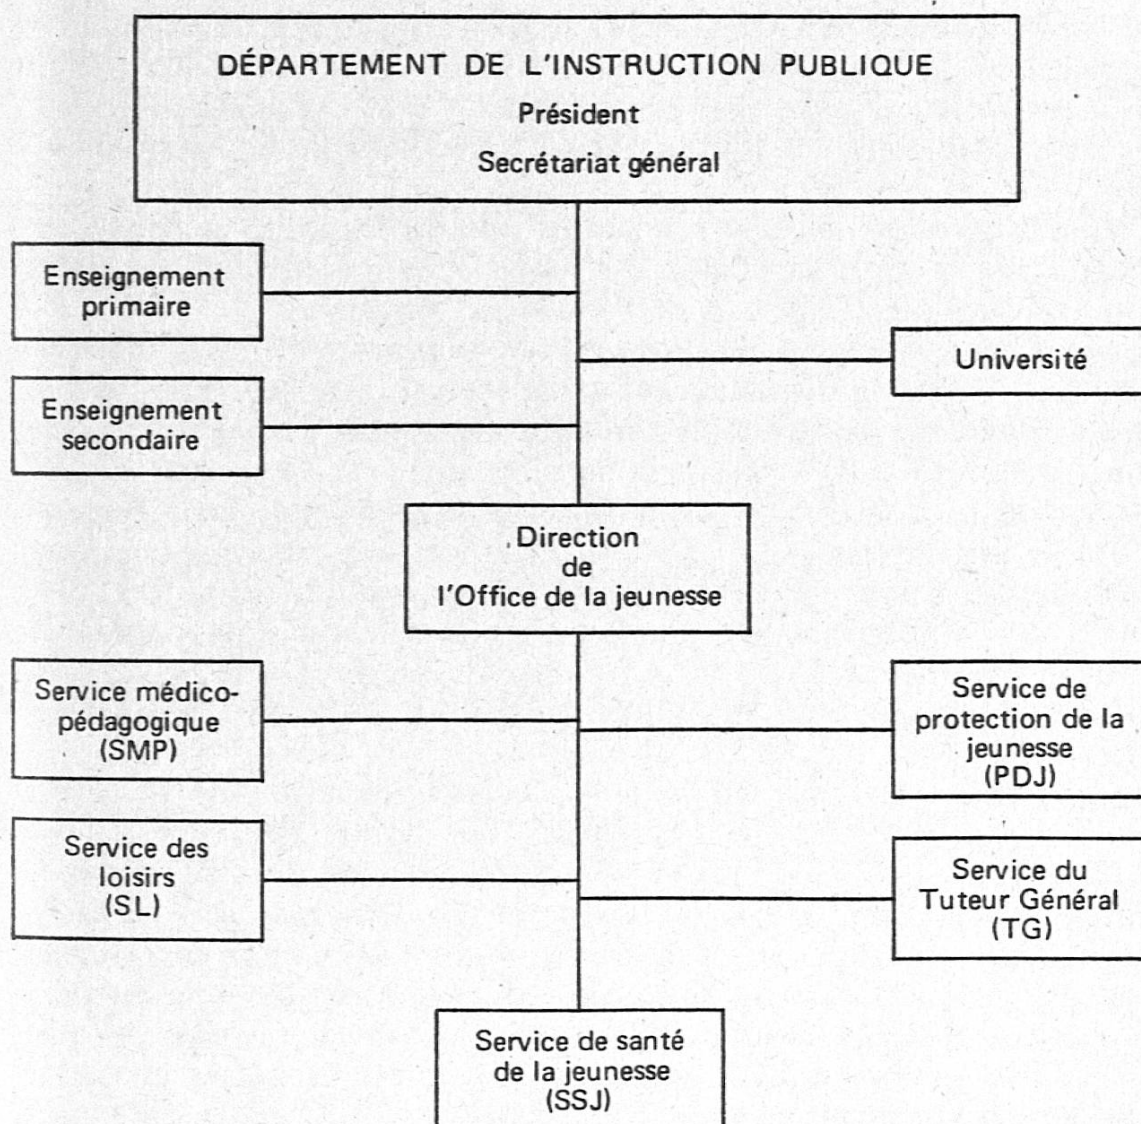 DÉPARTEMENT DE L'INSTRUCTION PUBLIQUE
Président
Secrétariat général
Enseignement
primaire
Université
Enseignement
secondaire
Direction
de
l'Office de la jeunesse
Service médico-
pédagogique
(SMP)
Service de
protection de la
jeunesse
(PDJ)
Service des
loisirs
(SL)
Service du
Tuteur Général
(TG)
Service de santé
de la jeunesse
(SSJ)